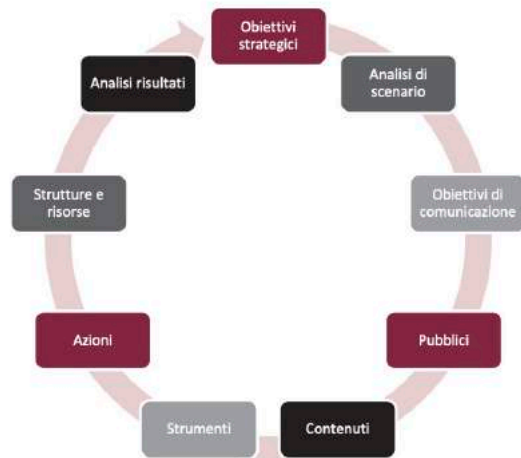 Obiettivi
strategici
Analisi di
scenario
Obiettivi di
comunicazione
Pubblici
Contenuti
Strumenti
Azioni
Strutture e
risorse
Analisi risultati